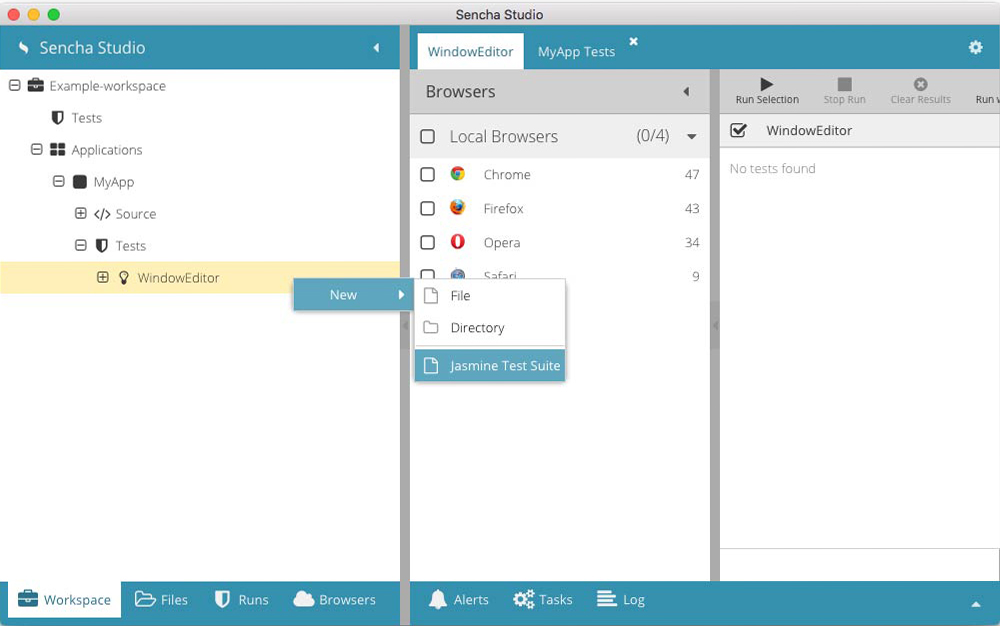 Sencha Studio
Sencha Studio
Example-workspace
Tests
Applications
MyApp
Source
Tests
WindowEditor
New
File
Directory
Jasmine Test Suite
WindowEditor
MyApp Tests
Browsers
Local Browsers (0/4)
Chrome 47
Firefox 43
Opera 34
Safari 9
Run Selection
Stop Run
Clear Results
Run
WindowEditor
No tests found
Workspace
Files
Runs
Browsers
Alerts
Tasks
Log